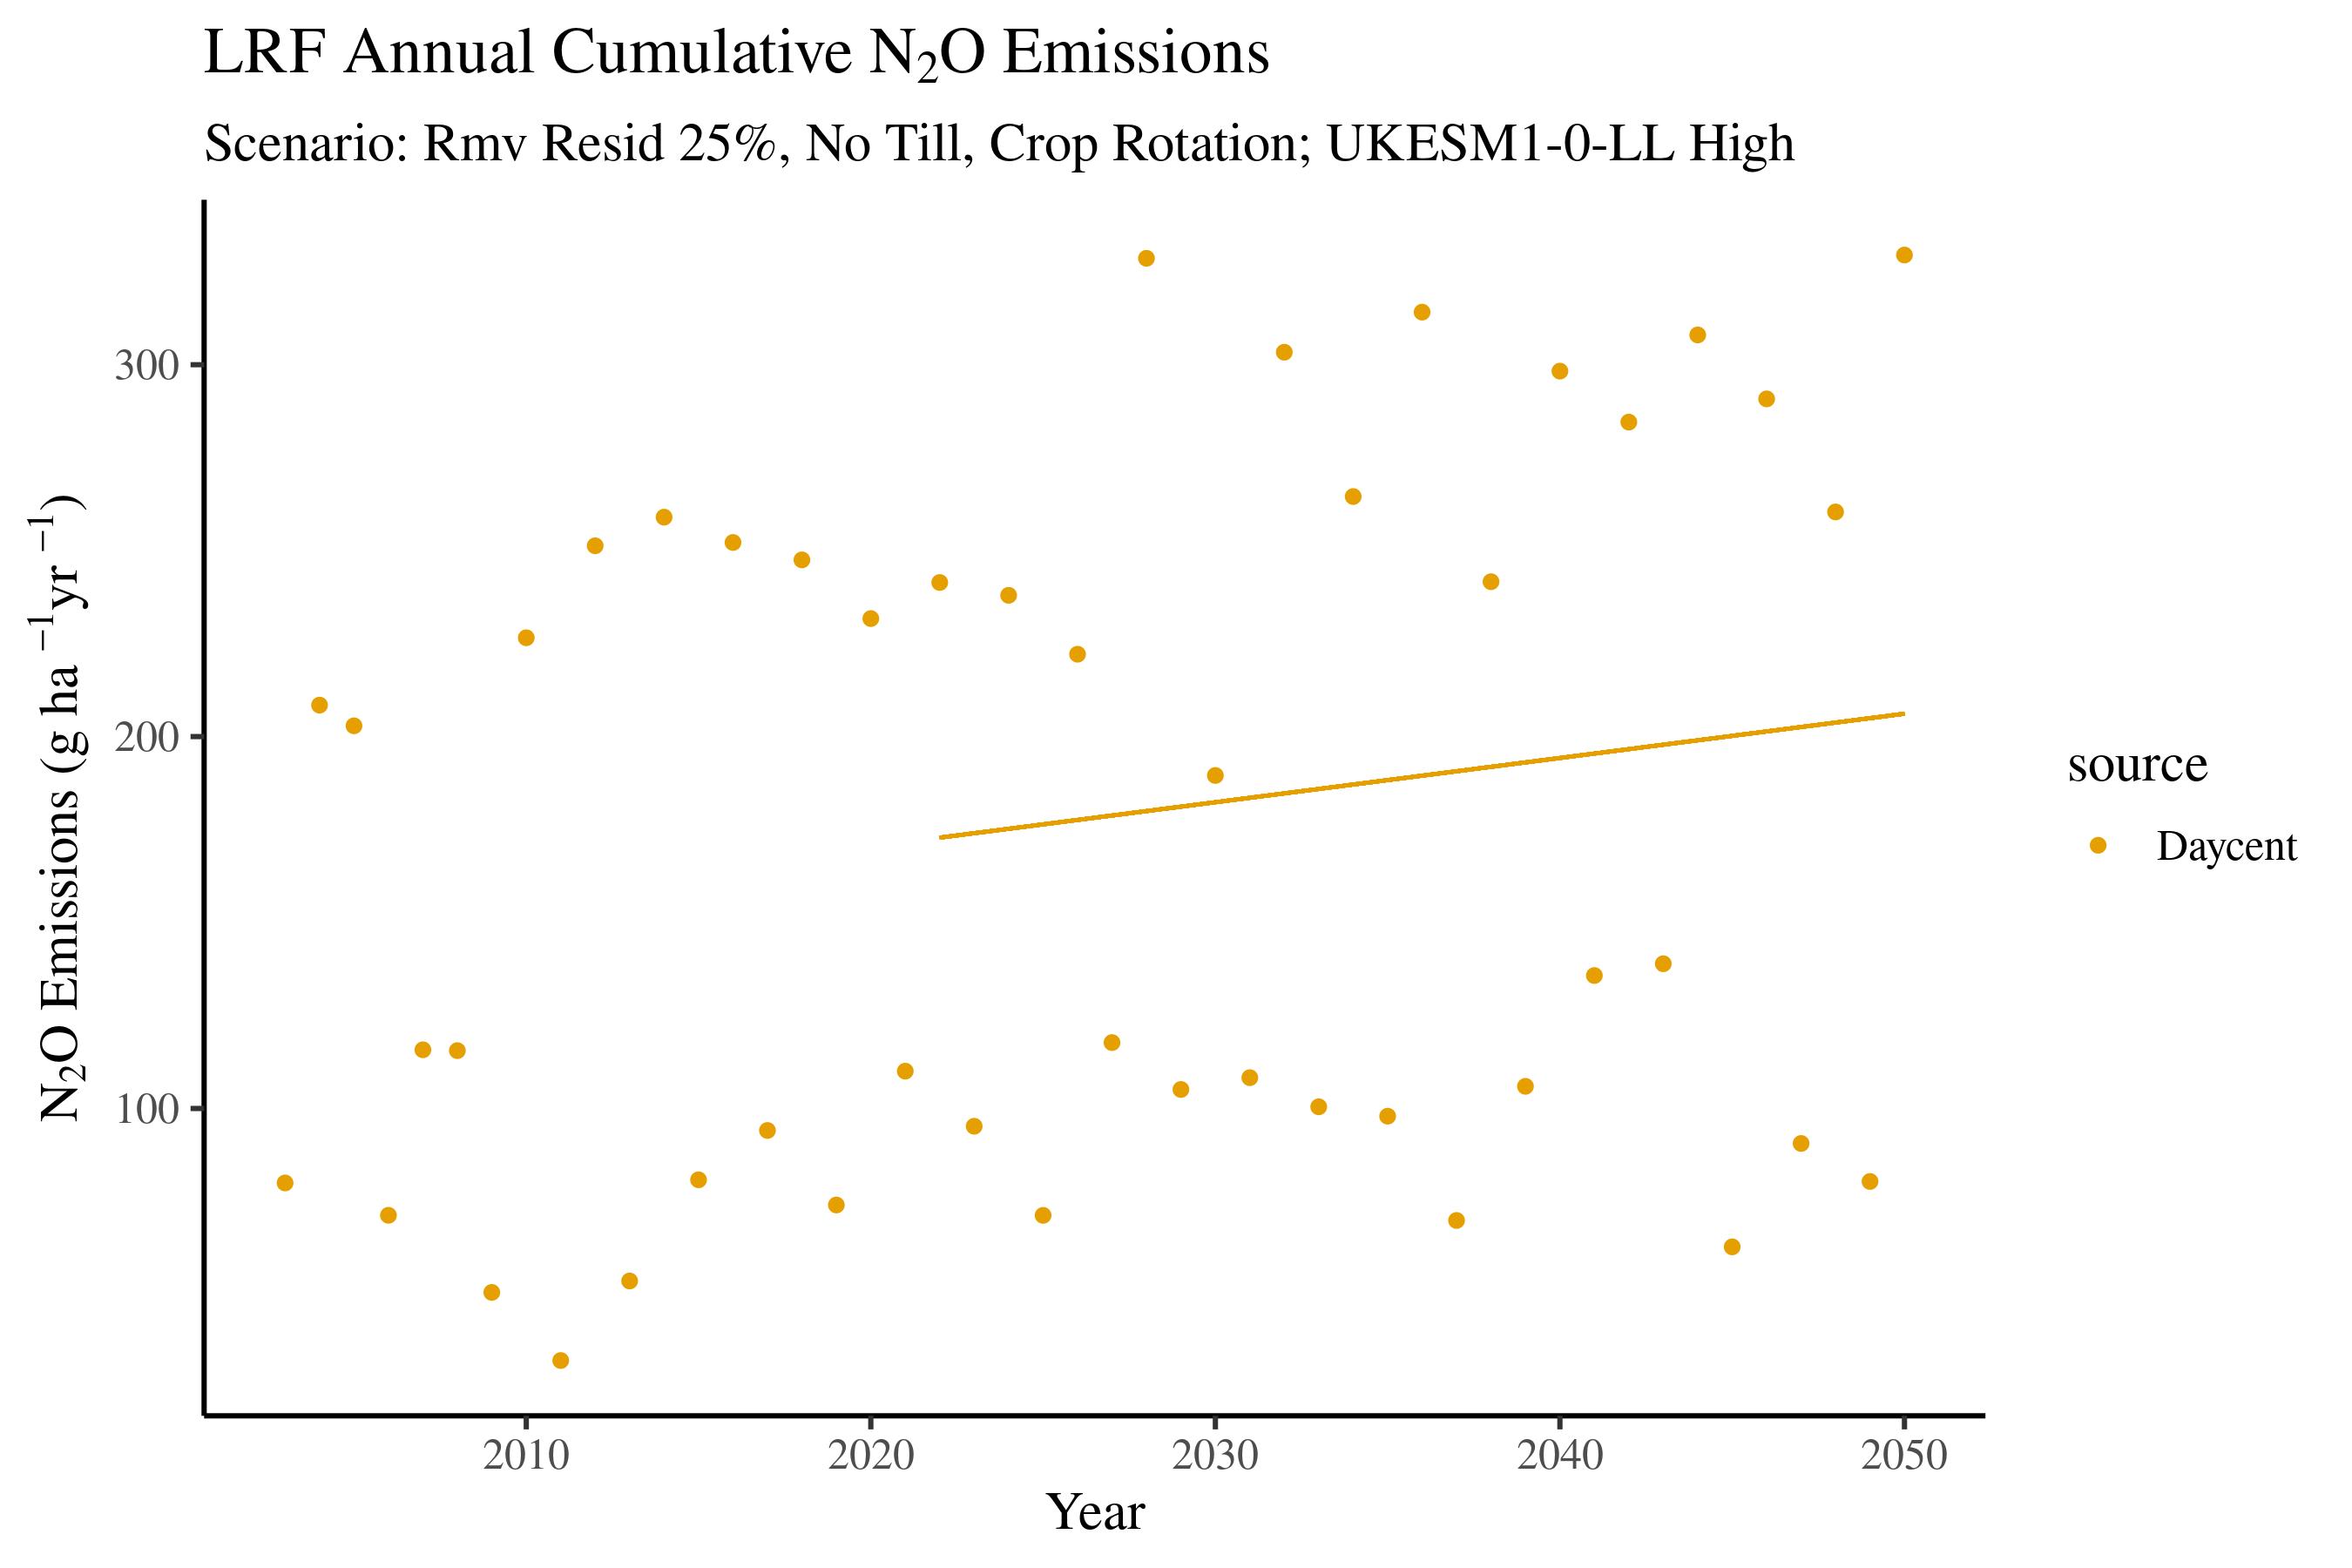 LRF Annual Cumulative N₂O Emissions
Scenario: Rmv Resid 25%, No Till, Crop Rotation; UKESM1-0-LL High
N₂O Emissions (g ha ⁻¹yr ⁻¹)
300
200
100
2010 2020 2030 2040 2050
Year
source
Daycent